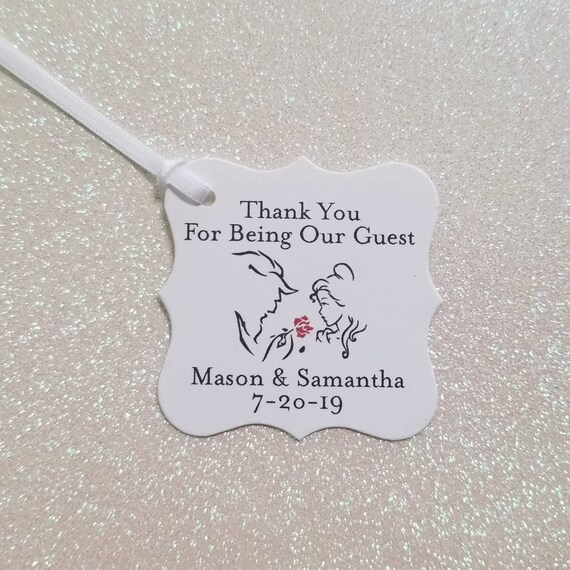 Thank You
For Being Our Guest
Mason & Samantha
7-20-19